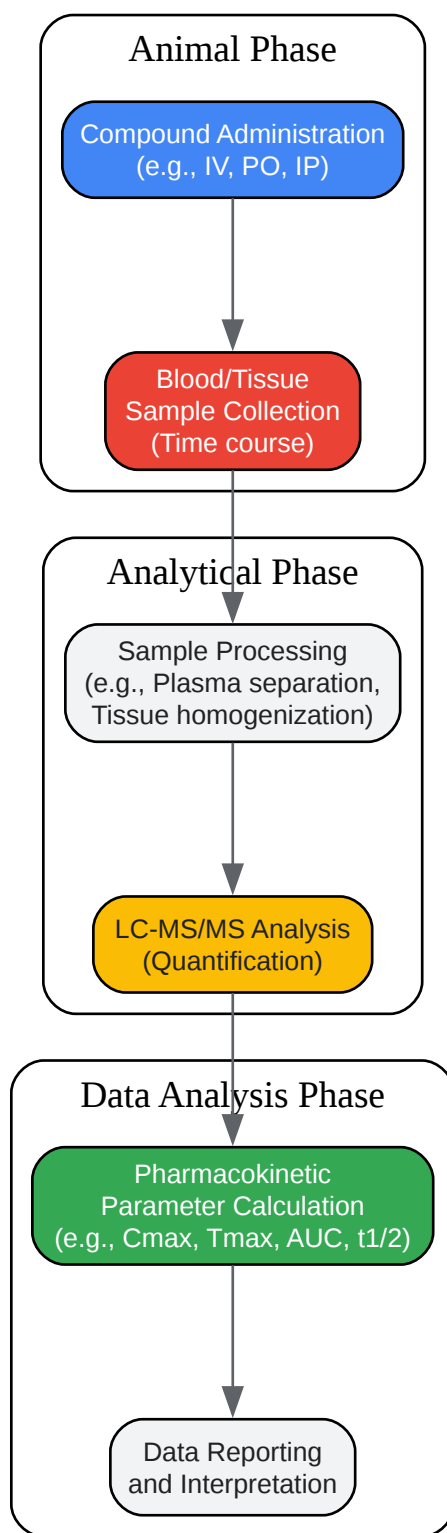 Animal Phase
Compound Administration
(e.g., IV, PO, IP)
Blood/Tissue
Sample Collection
(Time course)
Analytical Phase
Sample Processing
(e.g., Plasma separation,
Tissue homogenization)
LC-MS/MS Analysis
(Quantification)
Data Analysis Phase
Pharmacokinetic
Parameter Calculation
(e.g., Cmax, Tmax, AUC, t1/2)
Data Reporting
and Interpretation